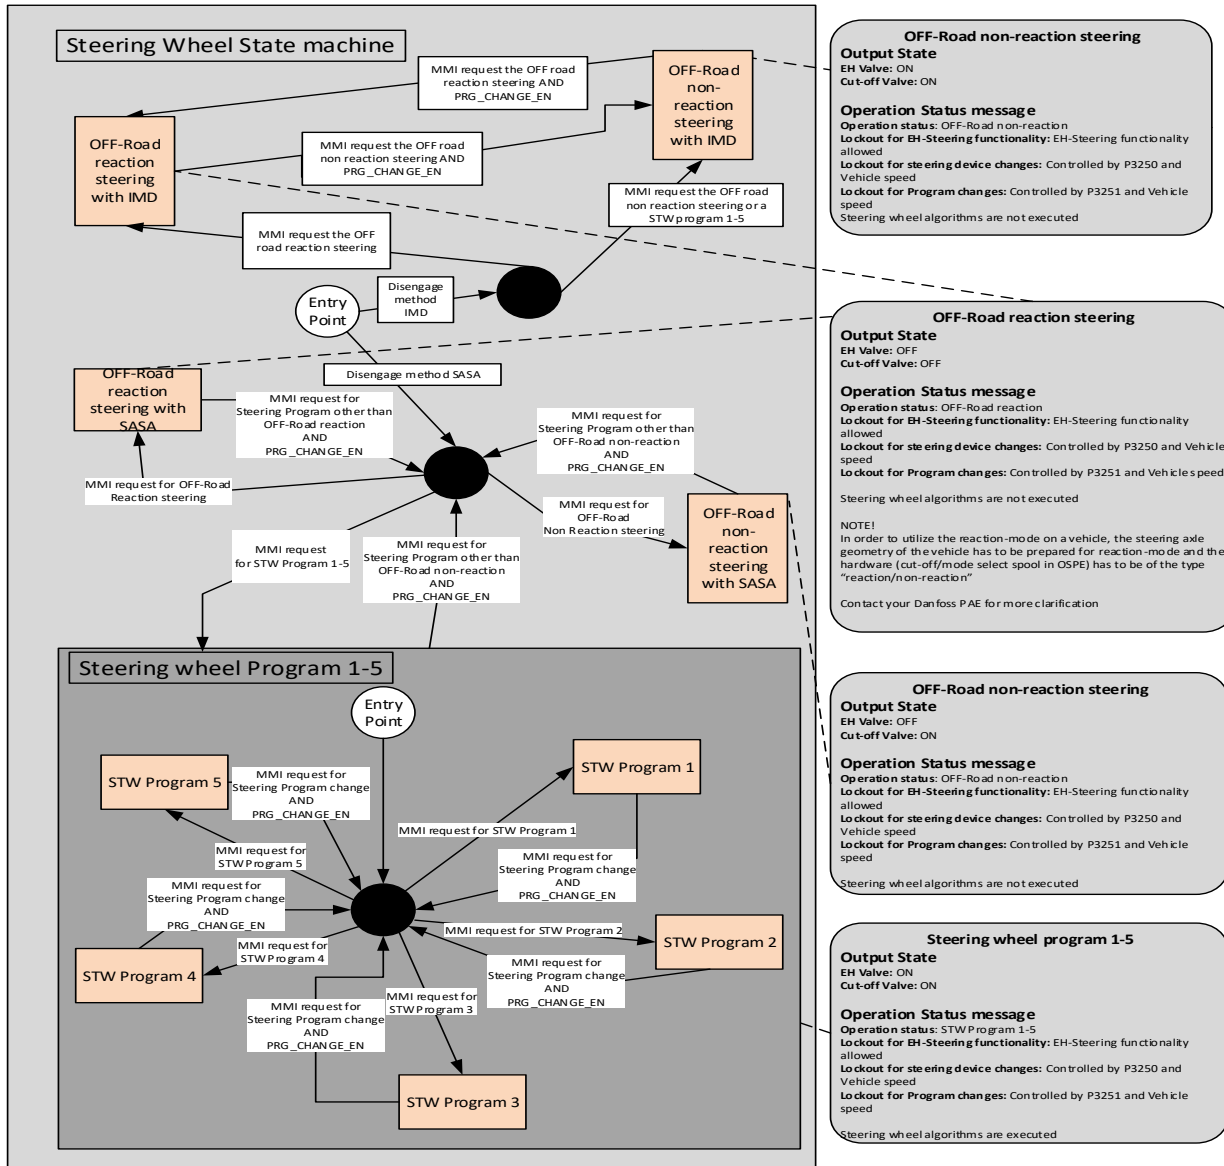 Steering Wheel State machine
MMI request the OFF road
reaction steering AND
PRG_CHANGE_EN
OFF-Road
non-
reaction
steering
with IMD
OFF-Road
reaction
steering
with IMD
MMI request the OFF road
non reaction steering AND
PRG_CHANGE_EN
MMI request the OFF road
non reaction steering or a
STW program 1-5
MMI request the OFF
road reaction steering
Disengage
method
IMD
Entry
Point
Disengage method SASA
OFF-Road
reaction
steering with
SASA
MMI request for
Steering Program other than
OFF-Road reaction
AND
PRG_CHANGE_EN
MMI request for
Steering Program other than
OFF-Road non-reaction
AND
PRG_CHANGE_EN
MMI request for OFF-Road
Reaction steering
MMI request for
OFF-Road
Non Reaction steering
OFF-Road
non-
reaction
steering
with SASA
MMI request
for STW Program 1-5
MMI request for
Steering Program other than
OFF-Road non-reaction
AND
PRG_CHANGE_EN
Steering wheel Program 1-5
Entry
Point
STW Program 5
MMI request for
Steering Program change
AND
PRG_CHANGE_EN
STW Program 1
MMI request for STW Program 1
MMI request for
STW Program 5
MMI request for
Steering Program change
AND
PRG_CHANGE_EN
MMI request for
Steering Program change
AND
PRG_CHANGE_EN
MMI request for STW Program 2
STW Program 2
MMI request for
STW Program 4
STW Program 4
MMI request for
Steering Program change
AND
PRG_CHANGE_EN
MMI request for
STW Program 3
MMI request for
Steering Program change
AND
PRG_CHANGE_EN
STW Program 3
OFF-Road non-reaction steering
Output State
EH Valve: ON
Cut-off Valve: ON
Operation Status message
Operation status: OFF-Road non-reaction
Lockout for EH-Steering functionality: EH-Steering functionality
allowed
Lockout for steering device changes: Controlled by P3250 and
Vehicle speed
Lockout for Program changes: Controlled by P3251 and Vehicle
speed
Steering wheel algorithms are not executed
OFF-Road reaction steering
Output State
EH Valve: OFF
Cut-off Valve: OFF
Operation Status message
Operation status: OFF-Road reaction
Lockout for EH-Steering functionality: EH-Steering functionality
allowed
Lockout for steering device changes: Controlled by P3250 and Vehicle
speed
Lockout for Program changes: Controlled by P3251 and Vehicle speed
Steering wheel algorithms are not executed
NOTE!
In order to utilize the reaction-mode on a vehicle, the steering axle
geometry of the vehicle has to be prepared for reaction-mode and the
hardware (cut-off/mode select spool in OSPE) has to be of the type
“reaction/non-reaction”
Contact your Danfoss PAE for more clarification
OFF-Road non-reaction steering
Output State
EH Valve: OFF
Cut-off Valve: ON
Operation Status message
Operation status: OFF-Road non-reaction
Lockout for EH-Steering functionality: EH-Steering functionality
allowed
Lockout for steering device changes: Controlled by P3250 and
Vehicle speed
Lockout for Program changes: Controlled by P3251 and Vehicle
speed
Steering wheel algorithms are not executed
Steering wheel program 1-5
Output State
EH Valve: ON
Cut-off Valve: ON
Operation Status message
Operation status: STW Program 1-5
Lockout for EH-Steering functionality: EH-Steering functionality
allowed
Lockout for steering device changes: Controlled by P3250 and
Vehicle speed
Lockout for Program changes: Controlled by P3251 and Vehicle
speed
Steering wheel algorithms are executed